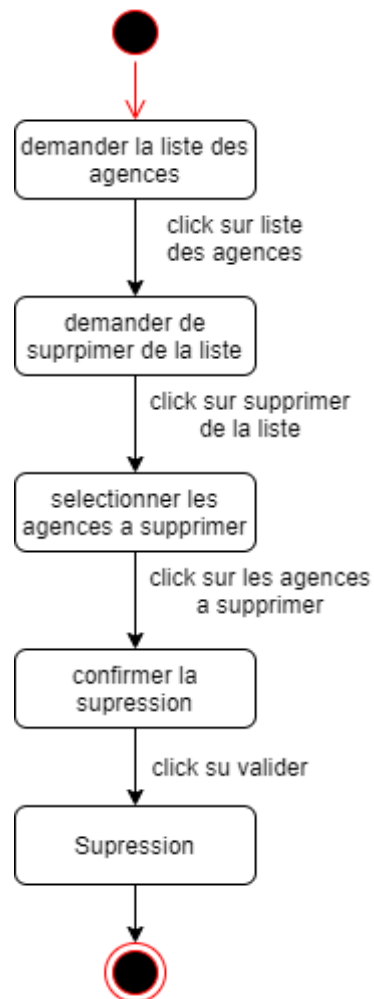 demander la liste des
agences
click sur liste
des agences
demander de
suprpimer de la liste
click sur supprimer
de la liste
selectionner les
agences a supprimer
click sur les agences
a supprimer
confirmer la
supression
click su valider
Supression